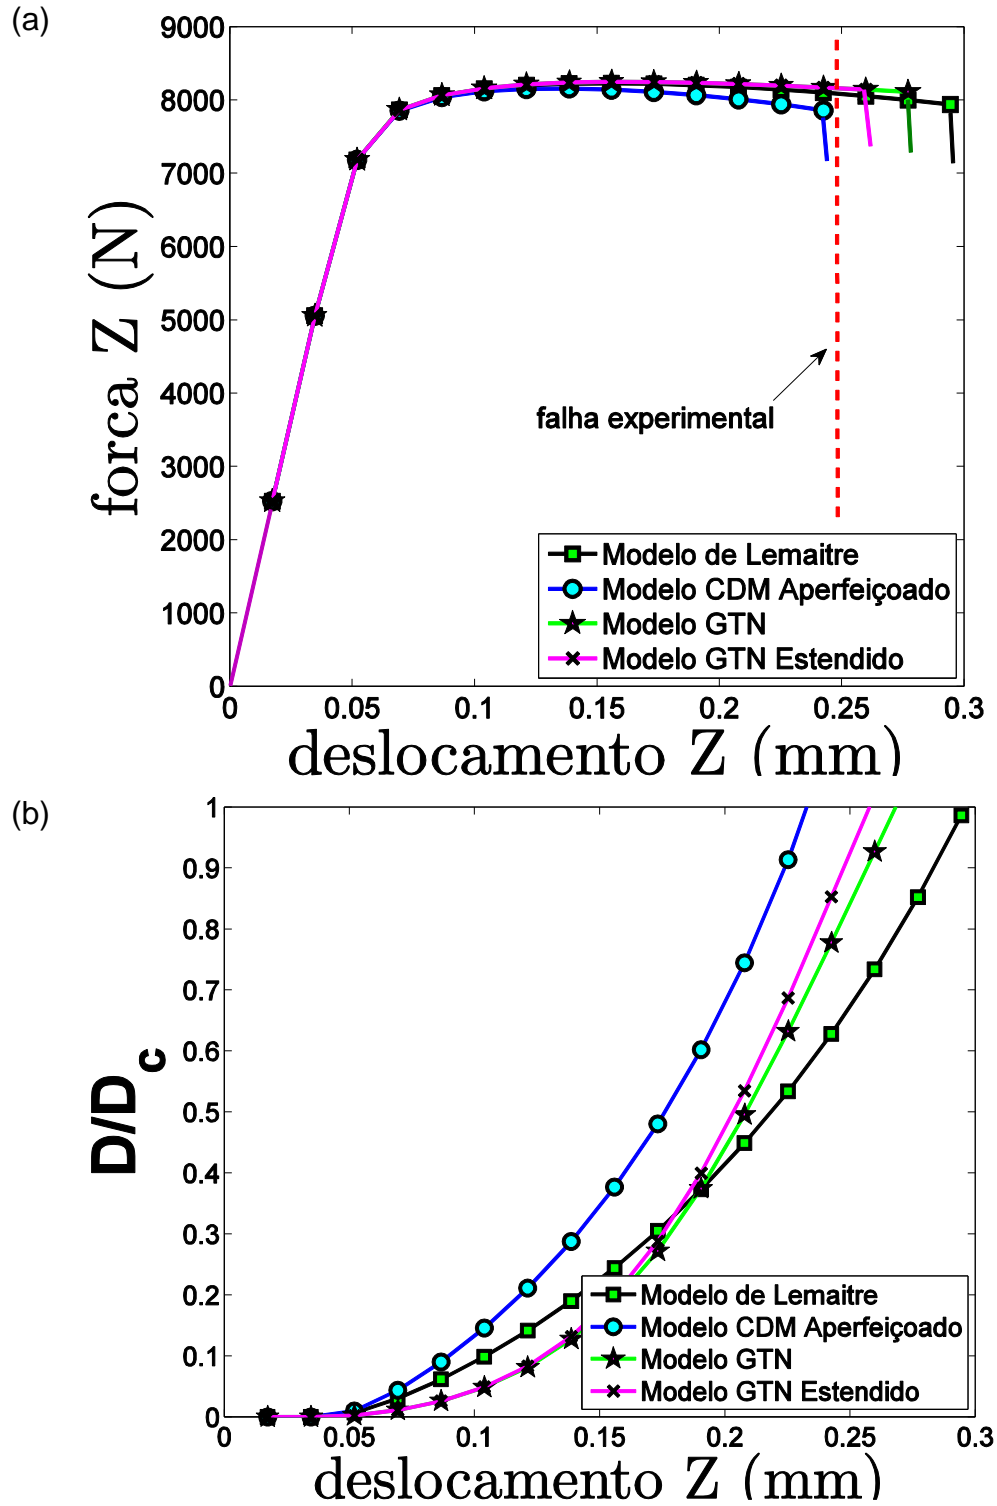 (a)
9000
8000
7000
6000
5000
4000
3000
2000
1000
0
forca Z (N)
falha experimental
Modelo de Lemaitre
Modelo CDM Aperfeiçoado
Modelo GTN
Modelo GTN Estendido
0 0.05 0.1 0.15 0.2 0.25 0.3
deslocamento Z (mm)
(b)
1
0.9
0.8
0.7
0.6
0.5
0.4
0.3
0.2
0.1
0
D/Dc
Modelo de Lemaitre
Modelo CDM Aperfeiçoado
Modelo GTN
Modelo GTN Estendido
0 0.05 0.1 0.15 0.2 0.25 0.3
deslocamento Z (mm)